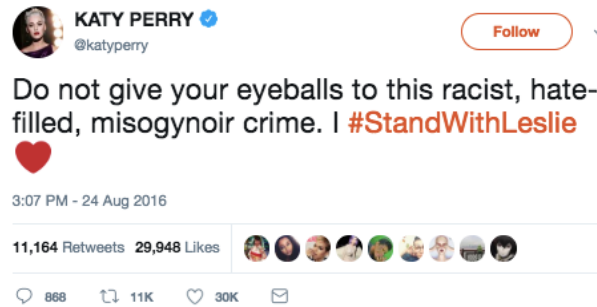 KATY PERRY
@katyperry
Follow
Do not give your eyeballs to this racist, hate-
filled, misogynoir crime. I #StandWithLeslie
❤️
3:07 PM - 24 Aug 2016
11,164 Retweets 29,948 Likes
868 11K 30K